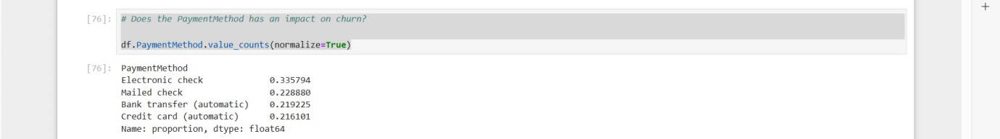 [76]: # Does the PaymentMethod has an impact on churn?
df.PaymentMethod.value_counts(normalize=True)
[76]: PaymentMethod
Electronic check 0.335794
Mailed check 0.228880
Bank transfer (automatic) 0.219225
Credit card (automatic) 0.216101
Name: proportion, dtype: float64